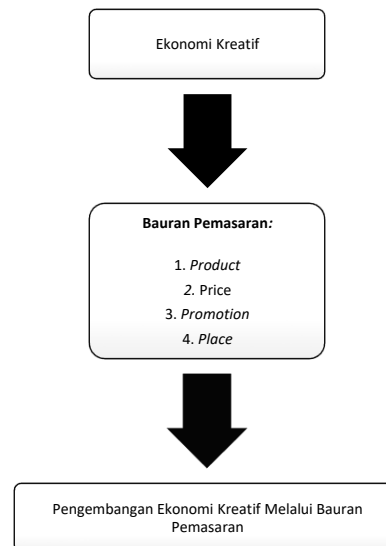 Ekonomi Kreatif
Bauran Pemasaran:
1. Product
2. Price
3. Promotion
4. Place
Pengembangan Ekonomi Kreatif Melalui Bauran
Pemasaran